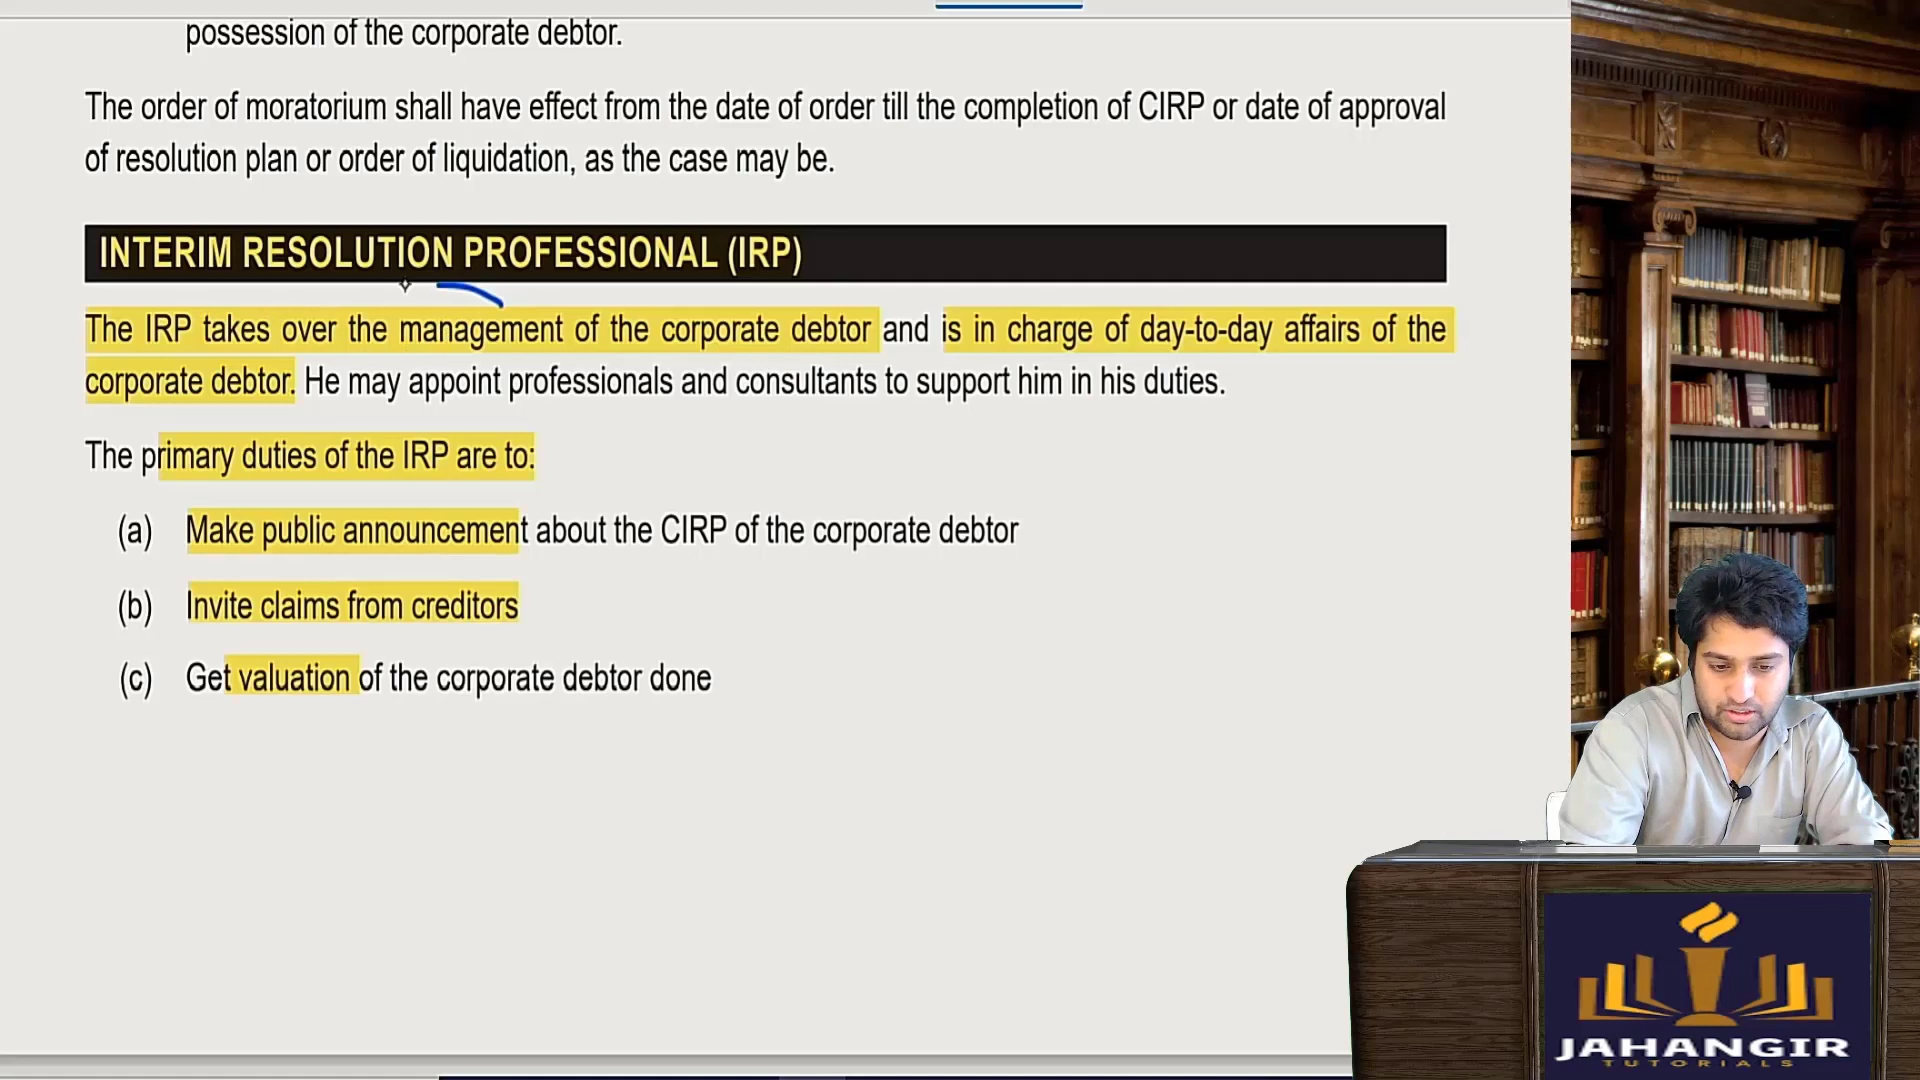 possession of the corporate debtor.
The order of moratorium shall have effect from the date of order till the completion of CIRP or date of approval
of resolution plan or order of liquidation, as the case may be.
INTERIM RESOLUTION PROFESSIONAL (IRP)
The IRP takes over the management of the corporate debtor and is in charge of day-to-day affairs of the
corporate debtor. He may appoint professionals and consultants to support him in his duties.
The primary duties of the IRP are to:
(a) Make public announcement about the CIRP of the corporate debtor
(b) Invite claims from creditors
(c) Get valuation of the corporate debtor done
JAHANGIR
TUTORIALS